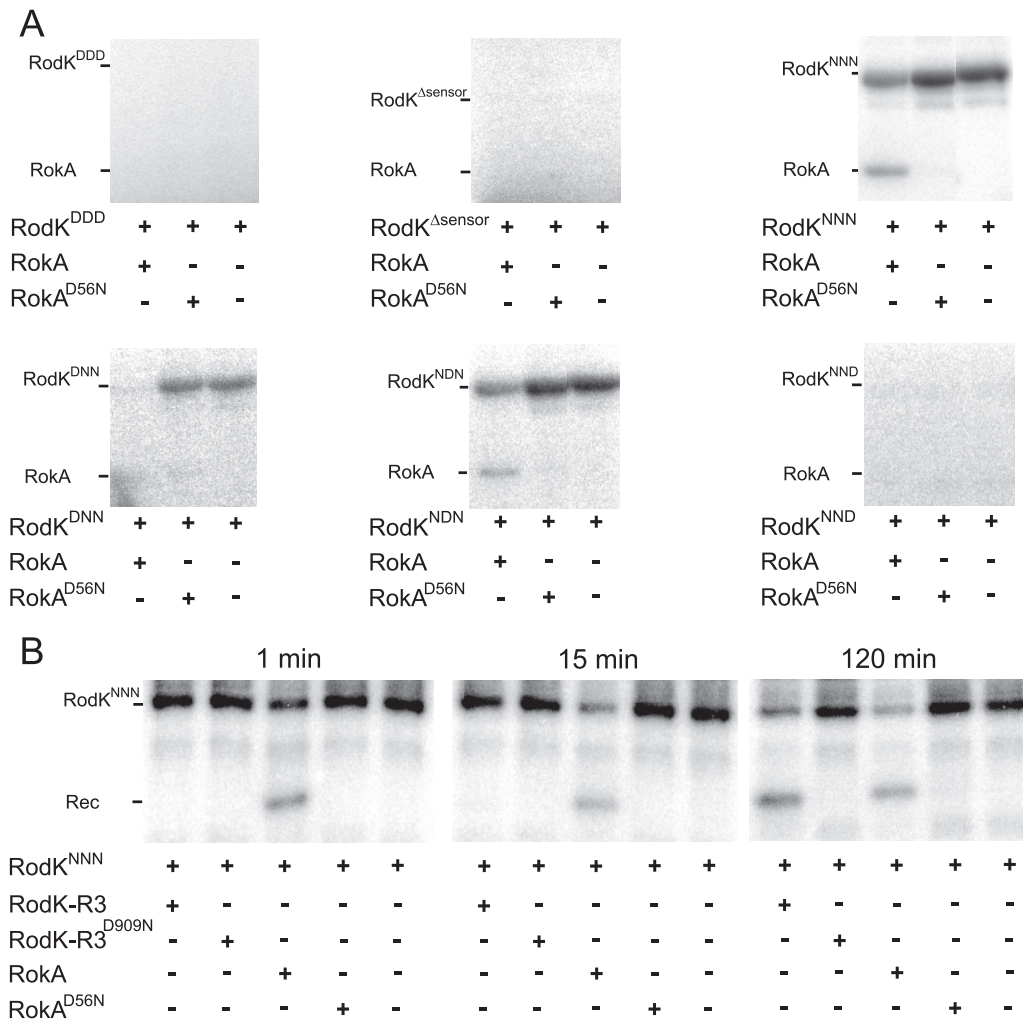 A
RodK^DDD
RokA
RodK^DDD + + +
RokA + - -
RokA^D56N - + -
RodK^Δsensor
RokA
RodK^Δsensor + + +
RokA + - -
RokA^D56N - + -
RodK^NNN
RokA
RodK^NNN + + +
RokA + - -
RokA^D56N - + -
RodK^DNN
RokA
RodK^DNN + + +
RokA + - -
RokA^D56N - + -
RodK^NDN
RokA
RodK^NDN + + +
RokA + - -
RokA^D56N - + -
RodK^NND
RokA
RodK^NND + + +
RokA + - -
RokA^D56N - + -
B
1 min 15 min 120 min
RodK^NNN
Rec
RodK^NNN + + + + + + + + + + + + + + +
RodK-R3 + - - - - + - - - - + - - - -
RodK-R3^D909N - + - - - - + - - - - + - - -
RokA - - + - - - - + - - - - + - -
RokA^D56N - - - + - - - - + - - - - + -